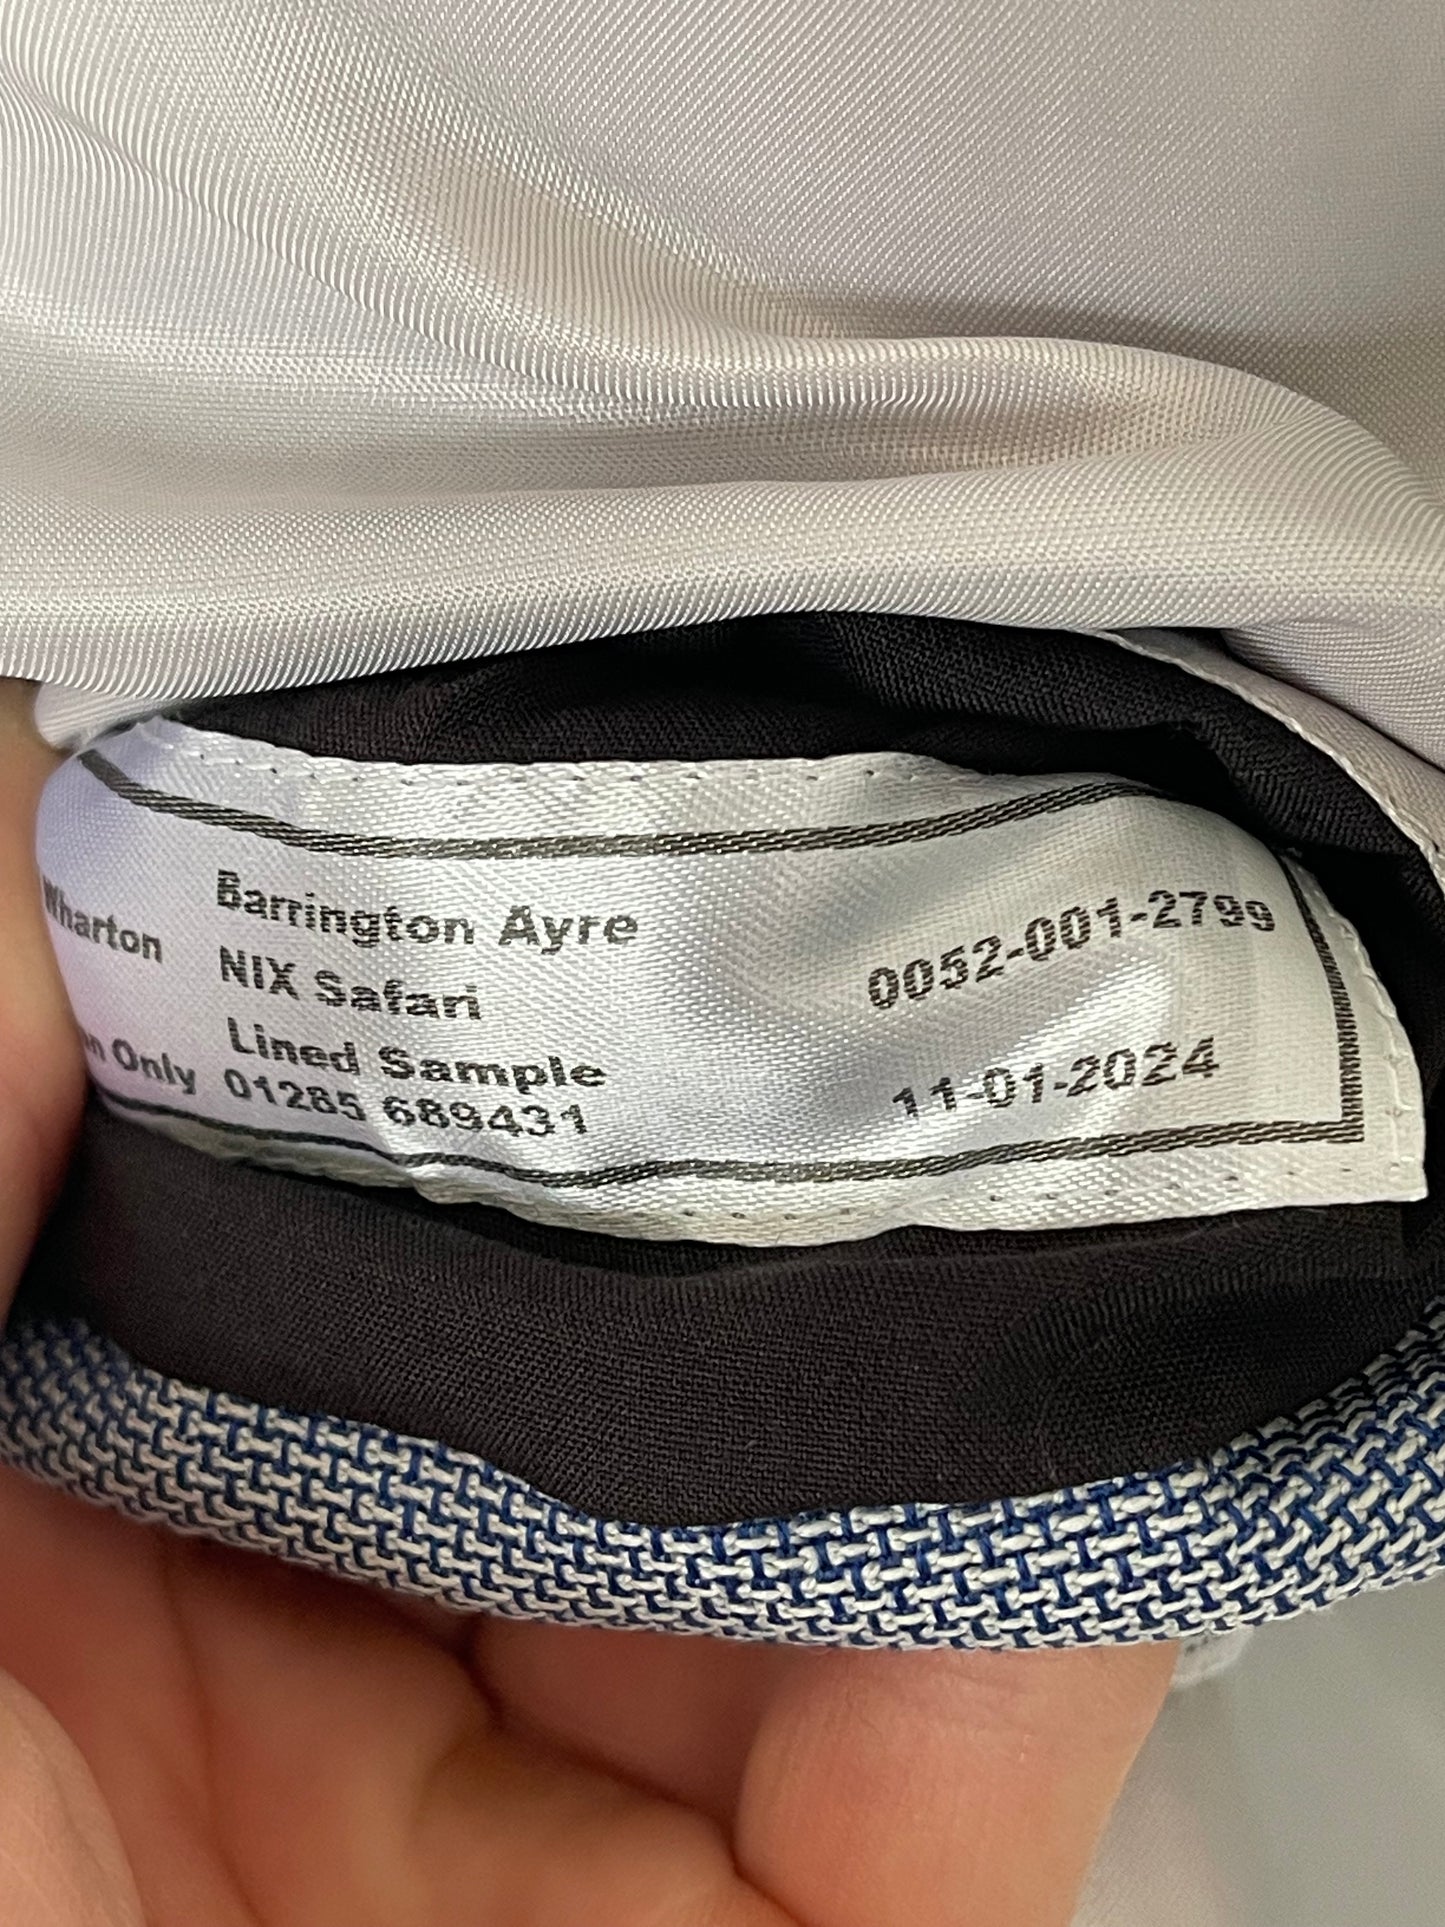 Wharton
Barrington Ayre
NIX Safari
Lined Sample
Only 01285 689431
0052-001-2799
11-01-2024